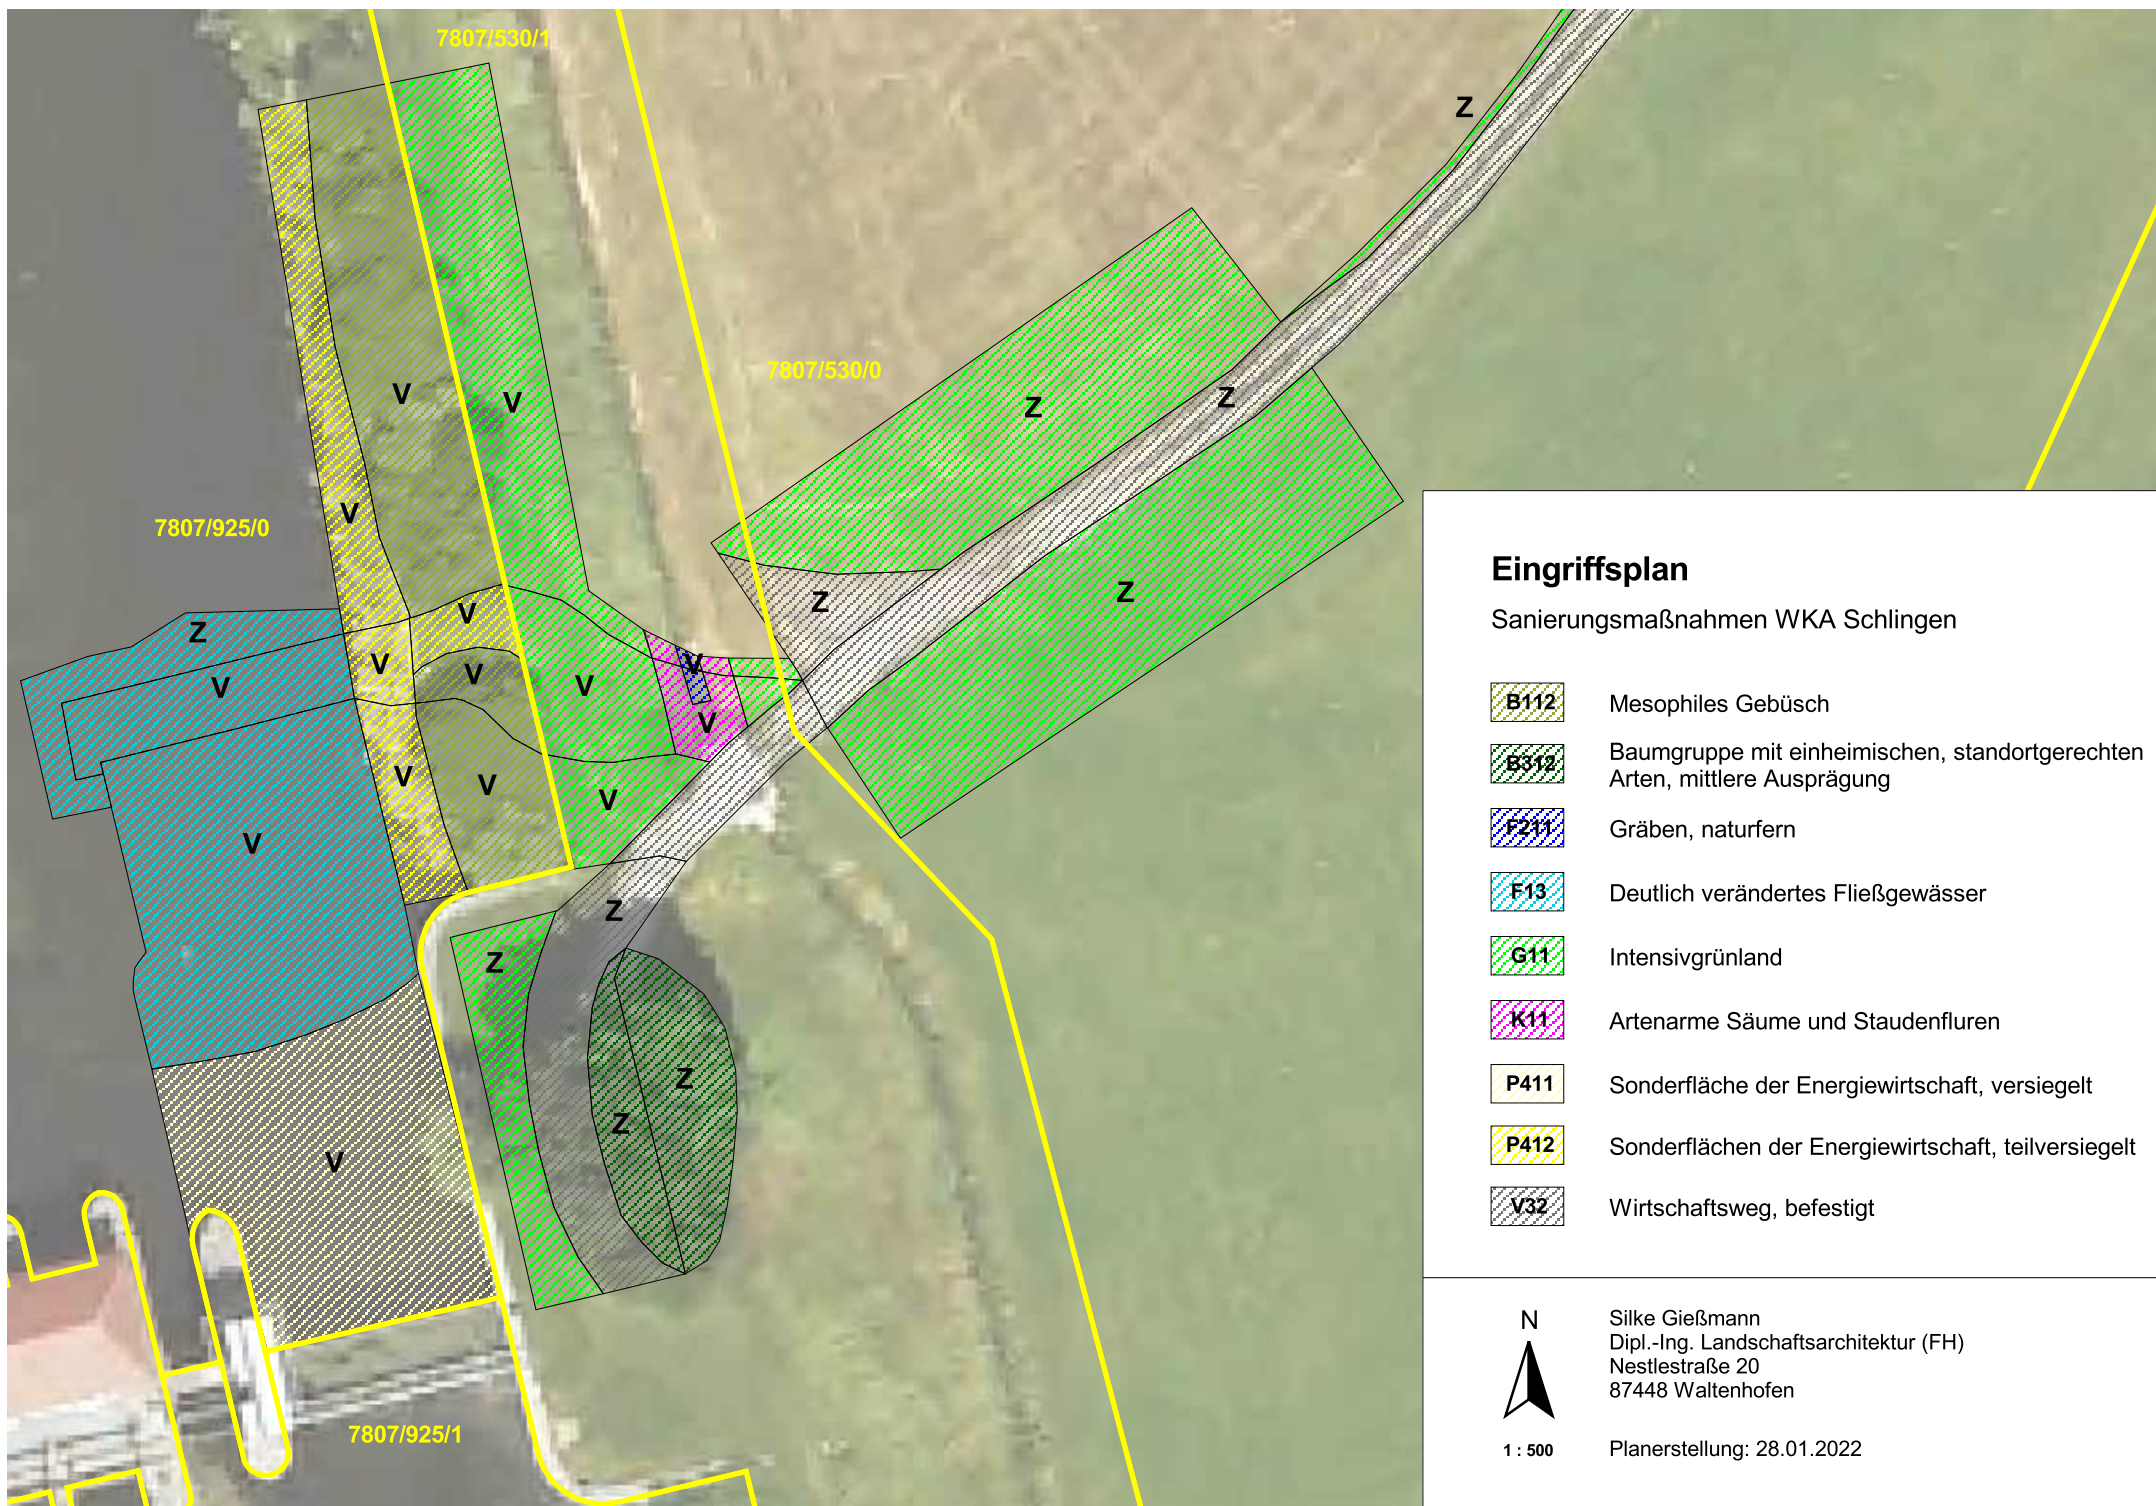 7807/530/1
Z
7807/530/0
V
V
Z
Z
V
7807/925/0
Z
Z
V
Z
V
V
V
V
V
V
V
V
V
V
V
Z
Z
Z
Z
V
7807/925/1
Eingriffsplan
Sanierungsmaßnahmen WKA Schlingen
B112 Mesophiles Gebüsch
B312 Baumgruppe mit einheimischen, standortgerechten
Arten, mittlere Ausprägung
F211 Gräben, naturfern
F13 Deutlich verändertes Fließgewässer
G11 Intensivgrünland
K11 Artenarme Säume und Staudenfluren
P411 Sonderfläche der Energiewirtschaft, versiegelt
P412 Sonderflächen der Energiewirtschaft, teilversiegelt
V32 Wirtschaftsweg, befestigt
N
Silke Gießmann
Dipl.-Ing. Landschaftsarchitektur (FH)
Nestlestraße 20
87448 Waltenhofen
1 : 500
Planerstellung: 28.01.2022